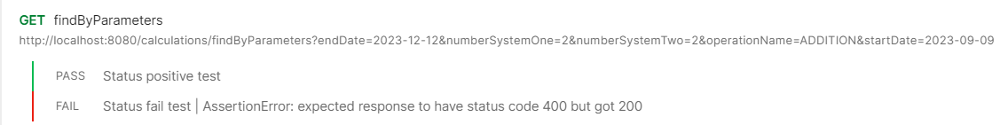 GET findByParameters
http://localhost:8080/calculations/findByParameters?endDate=2023-12-12&numberSystemOne=2&numberSystemTwo=2&operationName=ADDITION&startDate=2023-09-09
PASS Status positive test
FAIL Status fail test | AssertionError: expected response to have status code 400 but got 200